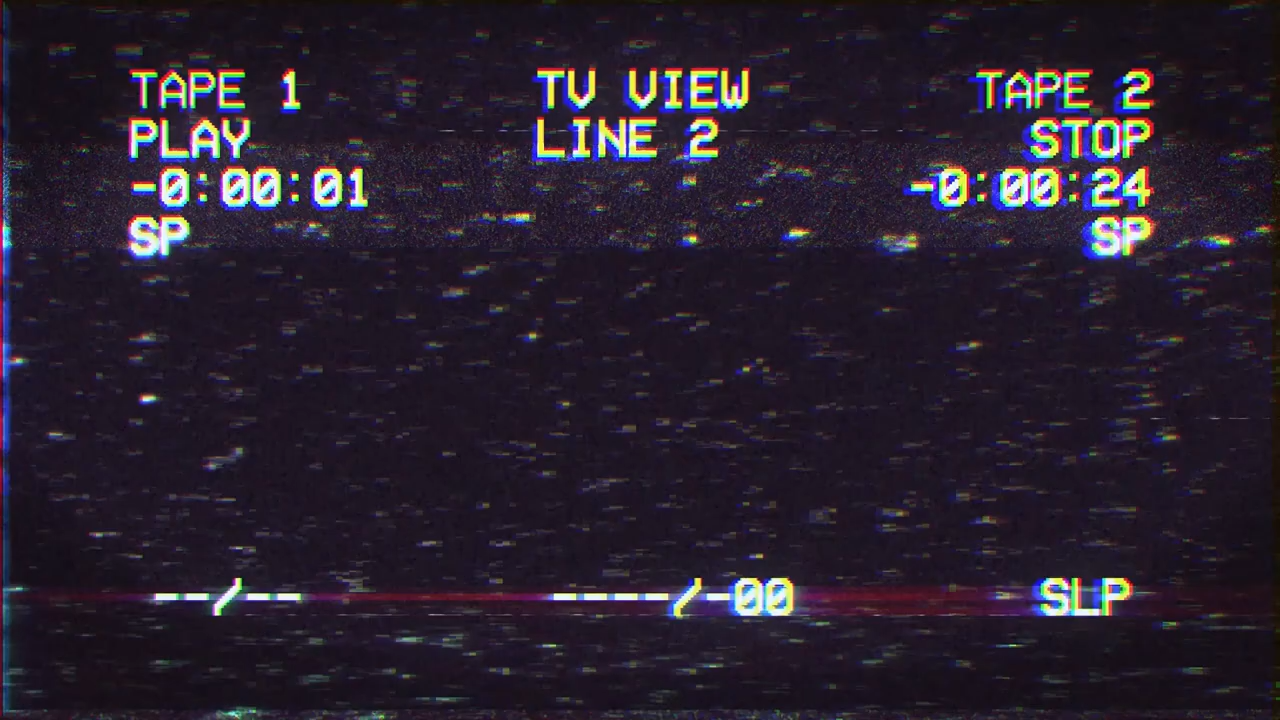 TAPE 1 TV VIEW TAPE 2
PLAY LINE 2 STOP
-0:00:01 -0:00:24
SP SP
--/-- ----/-00 SLP